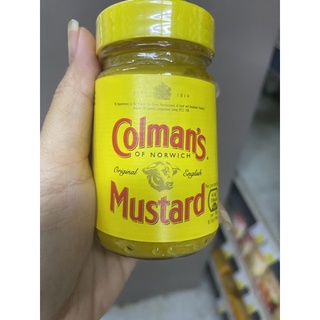 Colman's
OF NORWICH
Original English
Mustard